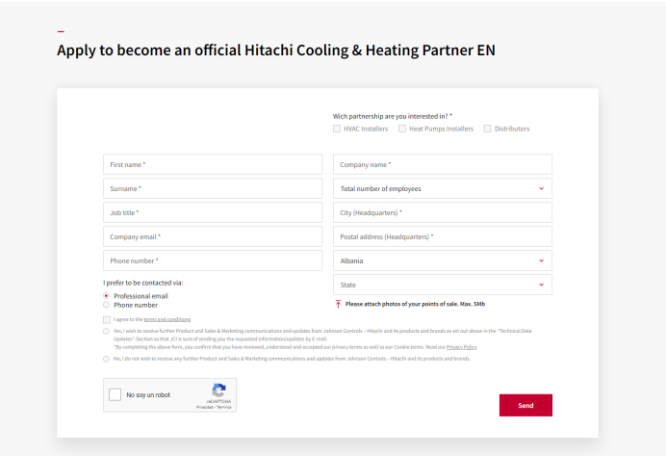 Apply to become an official Hitachi Cooling & Heating Partner EN
Wich partnership are you interested in? *
HVAC Installers Heat Pumps Installers Distributors
First name * Company name *
Surname * Total number of employees
Job title * City (Headquarters) *
Company email * Postal address (Headquarters) *
Phone number * Albania
I prefer to be contacted via: State
Professional email Please attach photos of your points of sale. Max. 5Mb
Phone number
I agree to the terms and conditions
Yes, I wish to receive further Product and Sales & Marketing communications and updates from Johnson Controls – Hitachi and its products and brands as set out above in the "Technical Data
Updates" Section so that JCI is sure of sending you the requested information/updates by E-mail.
"By completing the above form, you confirm that you have reviewed, understood and accepted our privacy terms as well as our Cookie terms. Read our Privacy Policy.
No, I do not wish to receive any further Product and Sales & Marketing communications and updates from Johnson Controls – Hitachi and its products and brands.
No soy un robot
reCAPTCHA
Privacidad - Términos
Send